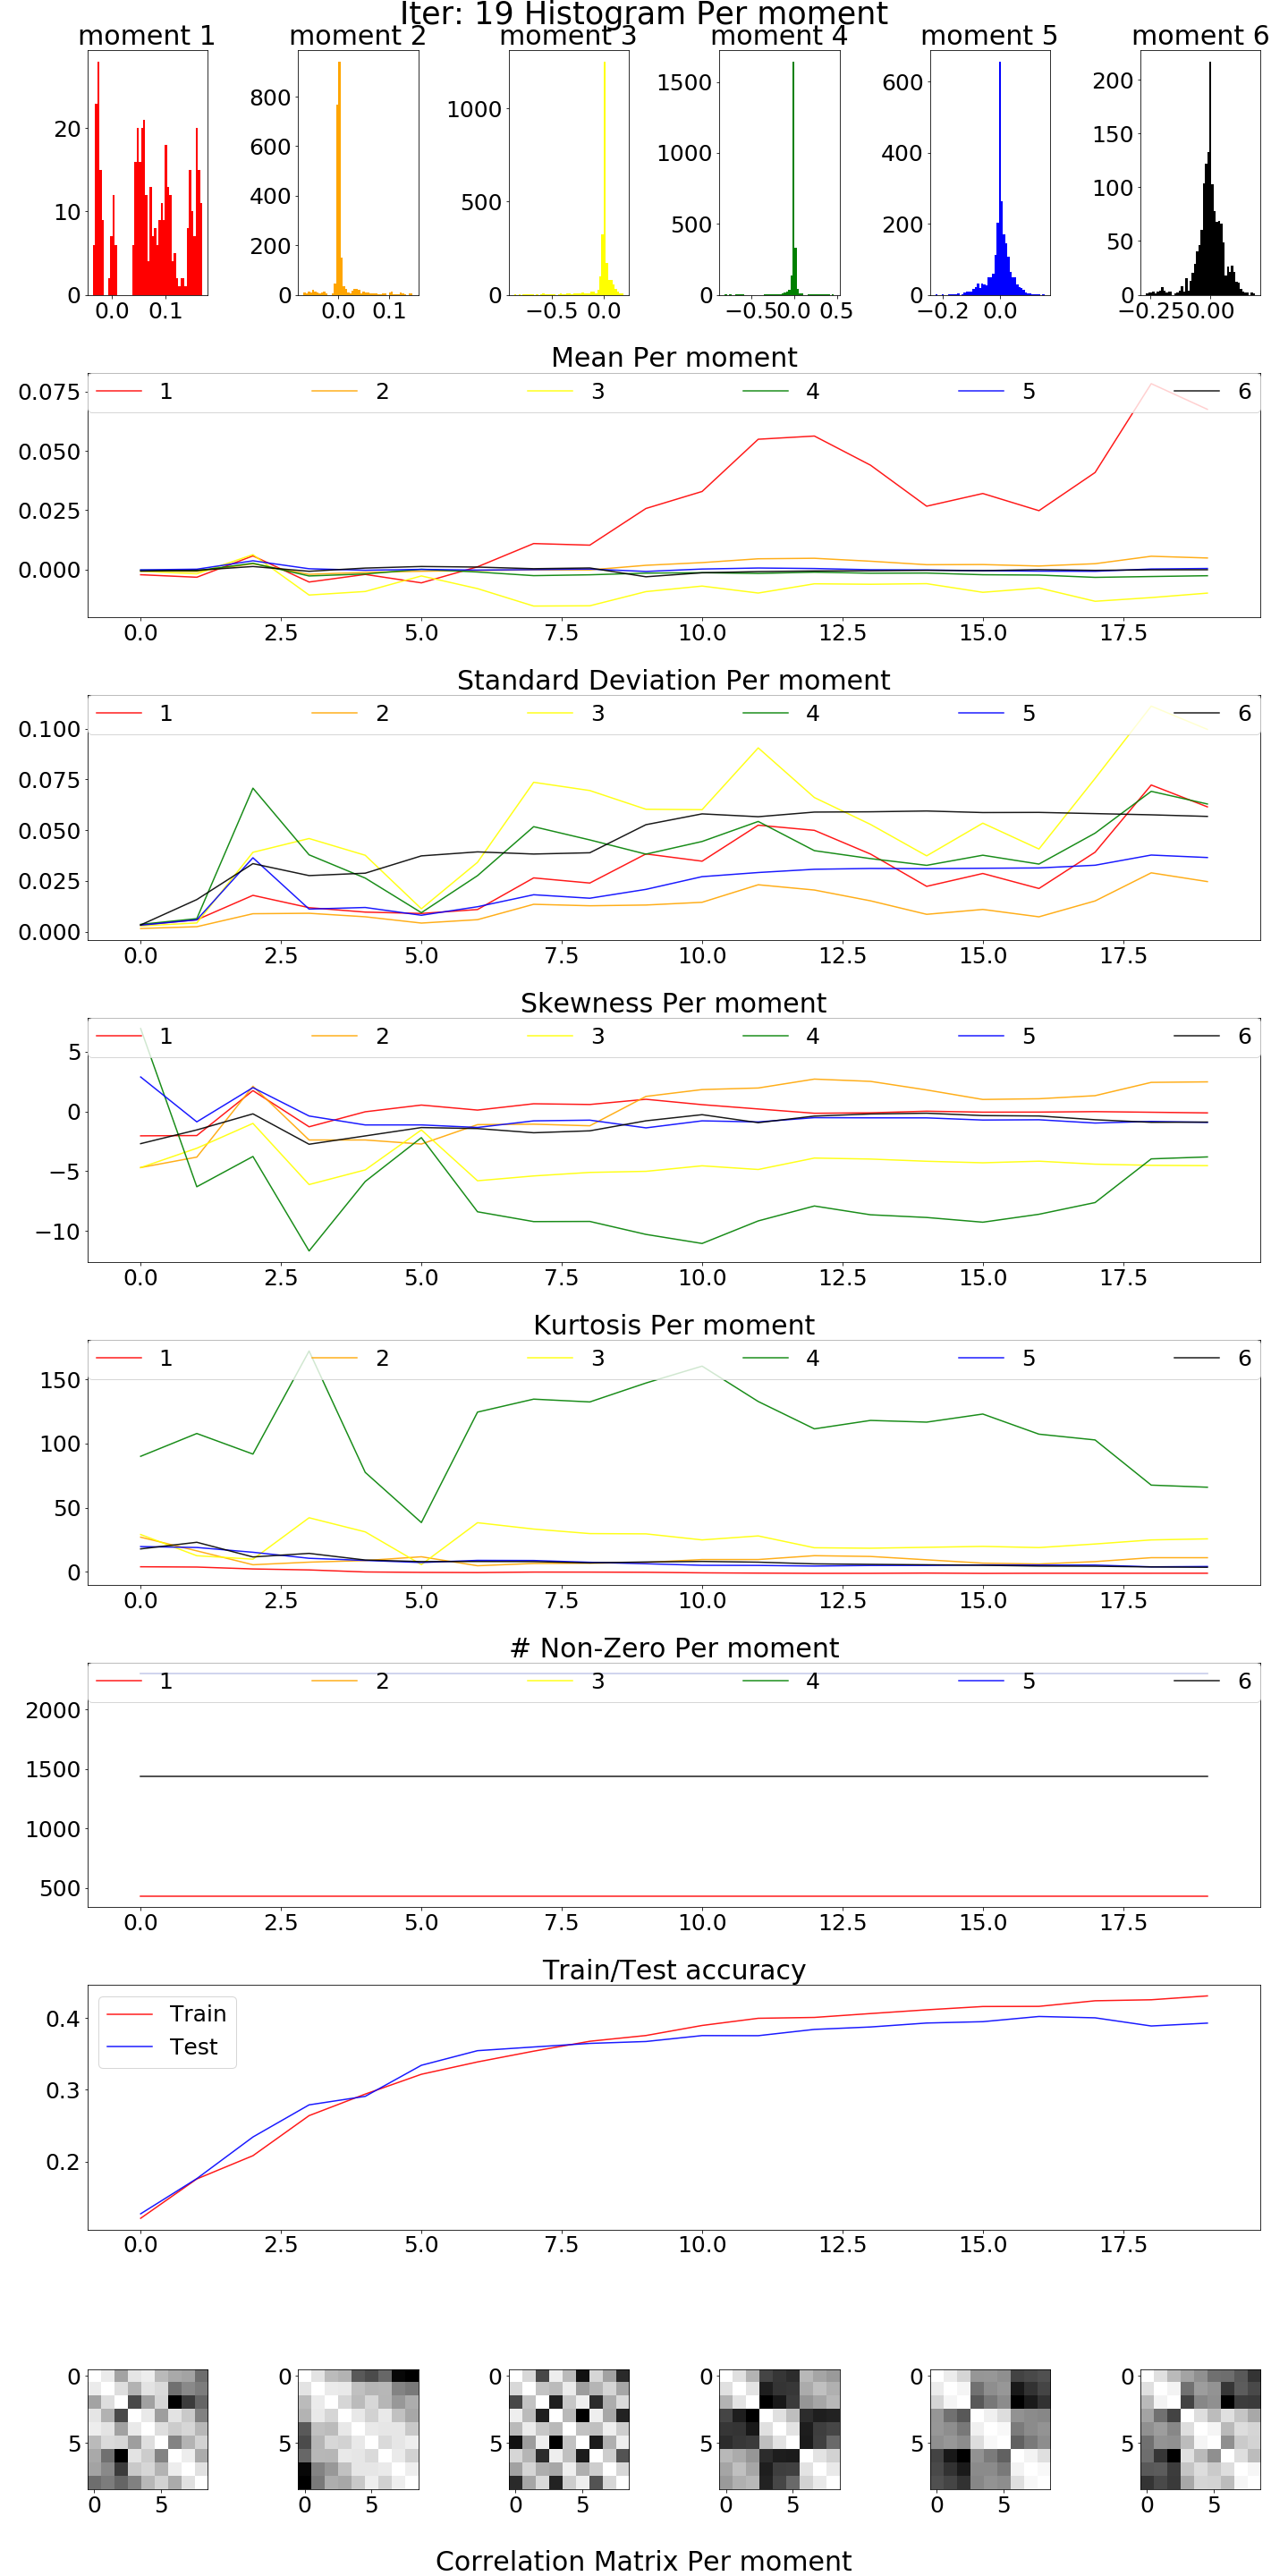 Iter: 19 Histogram Per moment
moment 1 moment 2 moment 3 moment 4 moment 5 moment 6
20 10 0 0.0 0.1
800 600 400 200 0 0.0 0.1
1000 500 0 −0.5 0.0
1500 1000 500 0 −0.5 0.0 0.5
600 400 200 0 −0.2 0.0
200 150 100 50 0 −0.25 0.00
Mean Per moment
1 2 3 4 5 6
0.075
0.050
0.025
0.000
0.0 2.5 5.0 7.5 10.0 12.5 15.0 17.5
Standard Deviation Per moment
1 2 3 4 5 6
0.100
0.075
0.050
0.025
0.000
0.0 2.5 5.0 7.5 10.0 12.5 15.0 17.5
Skewness Per moment
1 2 3 4 5 6
5
0
−5
−10
0.0 2.5 5.0 7.5 10.0 12.5 15.0 17.5
Kurtosis Per moment
1 2 3 4 5 6
150
100
50
0
0.0 2.5 5.0 7.5 10.0 12.5 15.0 17.5
# Non-Zero Per moment
1 2 3 4 5 6
2000
1500
1000
500
0.0 2.5 5.0 7.5 10.0 12.5 15.0 17.5
Train/Test accuracy
Train
Test
0.4
0.3
0.2
0.0 2.5 5.0 7.5 10.0 12.5 15.0 17.5
0 0 0 0 0 0
5 5 5 5 5 5
0 5 0 5 0 5 0 5 0 5 0 5
Correlation Matrix Per moment